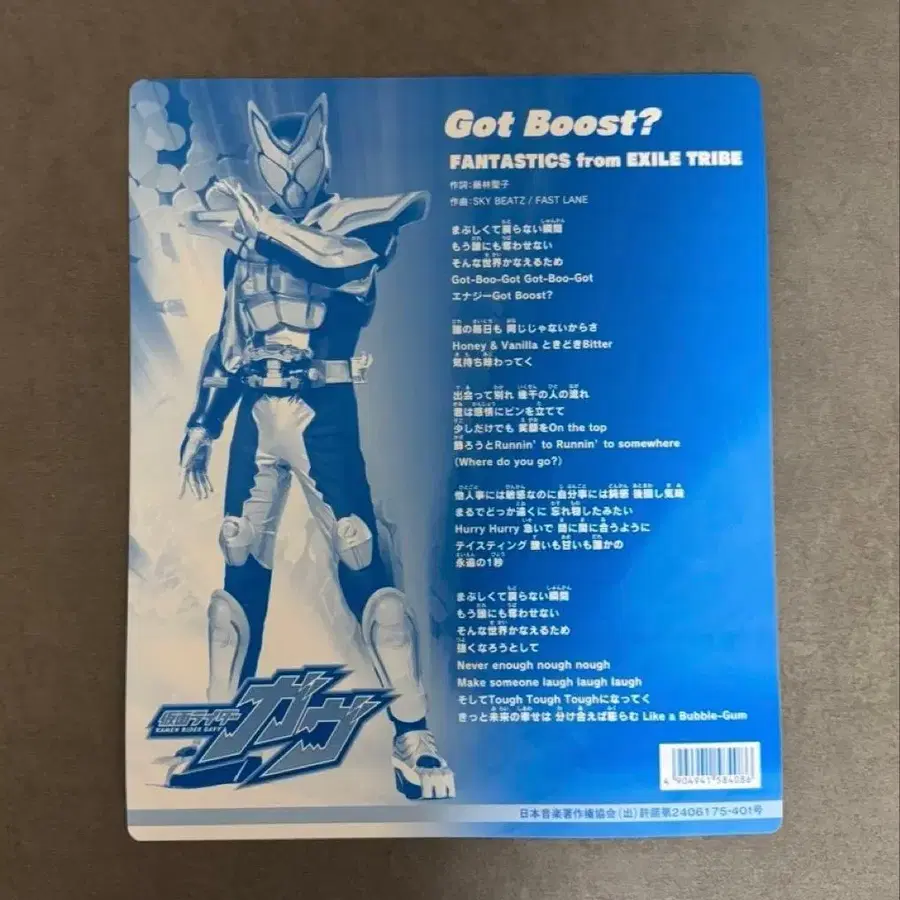 Got Boost?
FANTASTICS from EXILE TRIBE
作詞：藤林聖子
作曲：SKY BEATZ / FAST LANE
まぶしくて戻らない瞬間
もう誰にも奪わせない
そんな世界かなえるため
Got-Boo-Got Got-Boo-Got
エナジーGot Boost?
誰の毎日も 同じじゃないからさ
Honey & Vanilla ときどきBitter
気持ち味わってく
出会って別れ 幾千の人の流れ
君は感情にピンを立てて
少しだけでも 笑顔をOn the top
飾ろうとRunnin' to Runnin' to somewhere
(Where do you go?)
他人事には敏感なのに自分事には鈍感 後回し気味
まるでどっか遠くに 忘れ物したみたい
Hurry Hurry 急いで 間に間に合うように
テイスティング 酸いも甘いも誰かの
永遠の1秒
まぶしくて戻らない瞬間
もう誰にも奪わせない
そんな世界かなえるため
強くなろうとして
Never enough nough nough
Make someone laugh laugh laugh
そしてTough Tough Toughになってく
きっと未来の幸せは 分け合えば膨らむ Like a Bubble-Gum
仮面ライダー
KAMEN RIDER GAVV
ガヴ
4 904941 584086
日本音楽著作権協会（出）許諾第2406175-401号